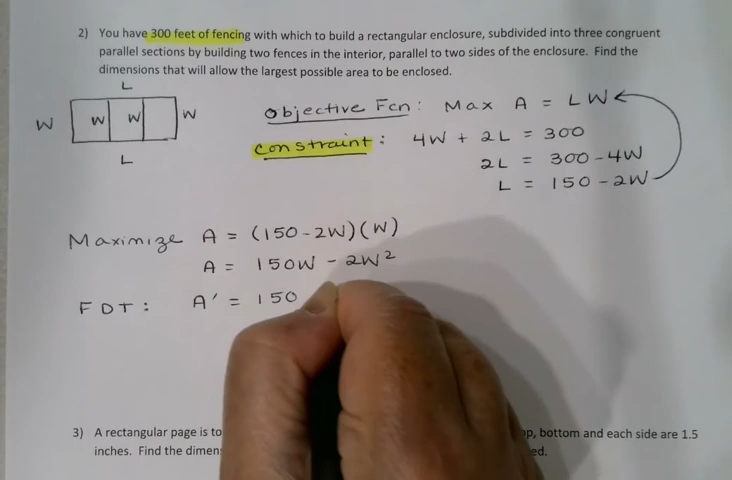 2) You have 300 feet of fencing with which to build a rectangular enclosure, subdivided into three congruent
parallel sections by building two fences in the interior, parallel to two sides of the enclosure. Find the
dimensions that will allow the largest possible area to be enclosed.
L
W W W W
L
Objective Fcn: Max A = LW
Constraint: 4W + 2L = 300
2L = 300-4W
L = 150-2W
Maximize A = (150-2W)(W)
A = 150W - 2W²
FDT: A' = 150
3) A rectangular page is to p, bottom and each side are 1.5
inches. Find the dimen ed.